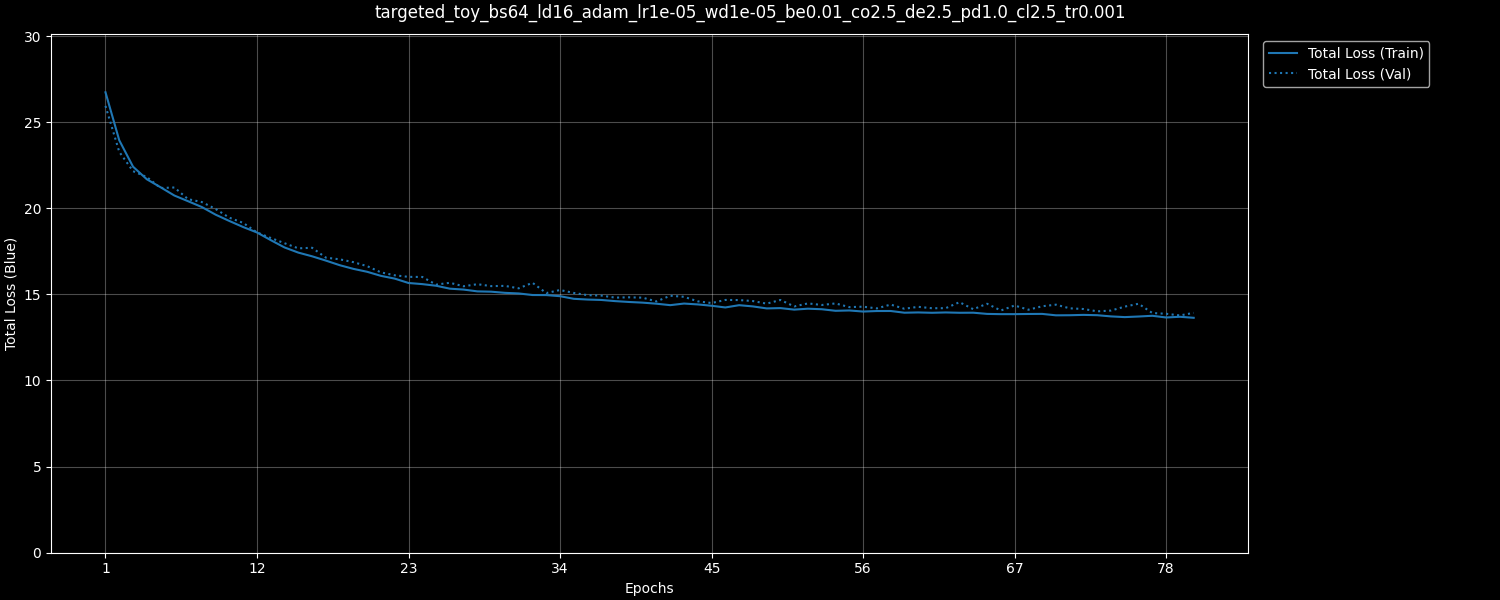 targeted_toy_bs64_ld16_adam_lr1e-05_wd1e-05_be0.01_co2.5_de2.5_pd1.0_cl2.5_tr0.001
Total Loss (Train)
Total Loss (Val)
Total Loss (Blue)
30
25
20
15
10
5
0
1 12 23 34 45 56 67 78
Epochs